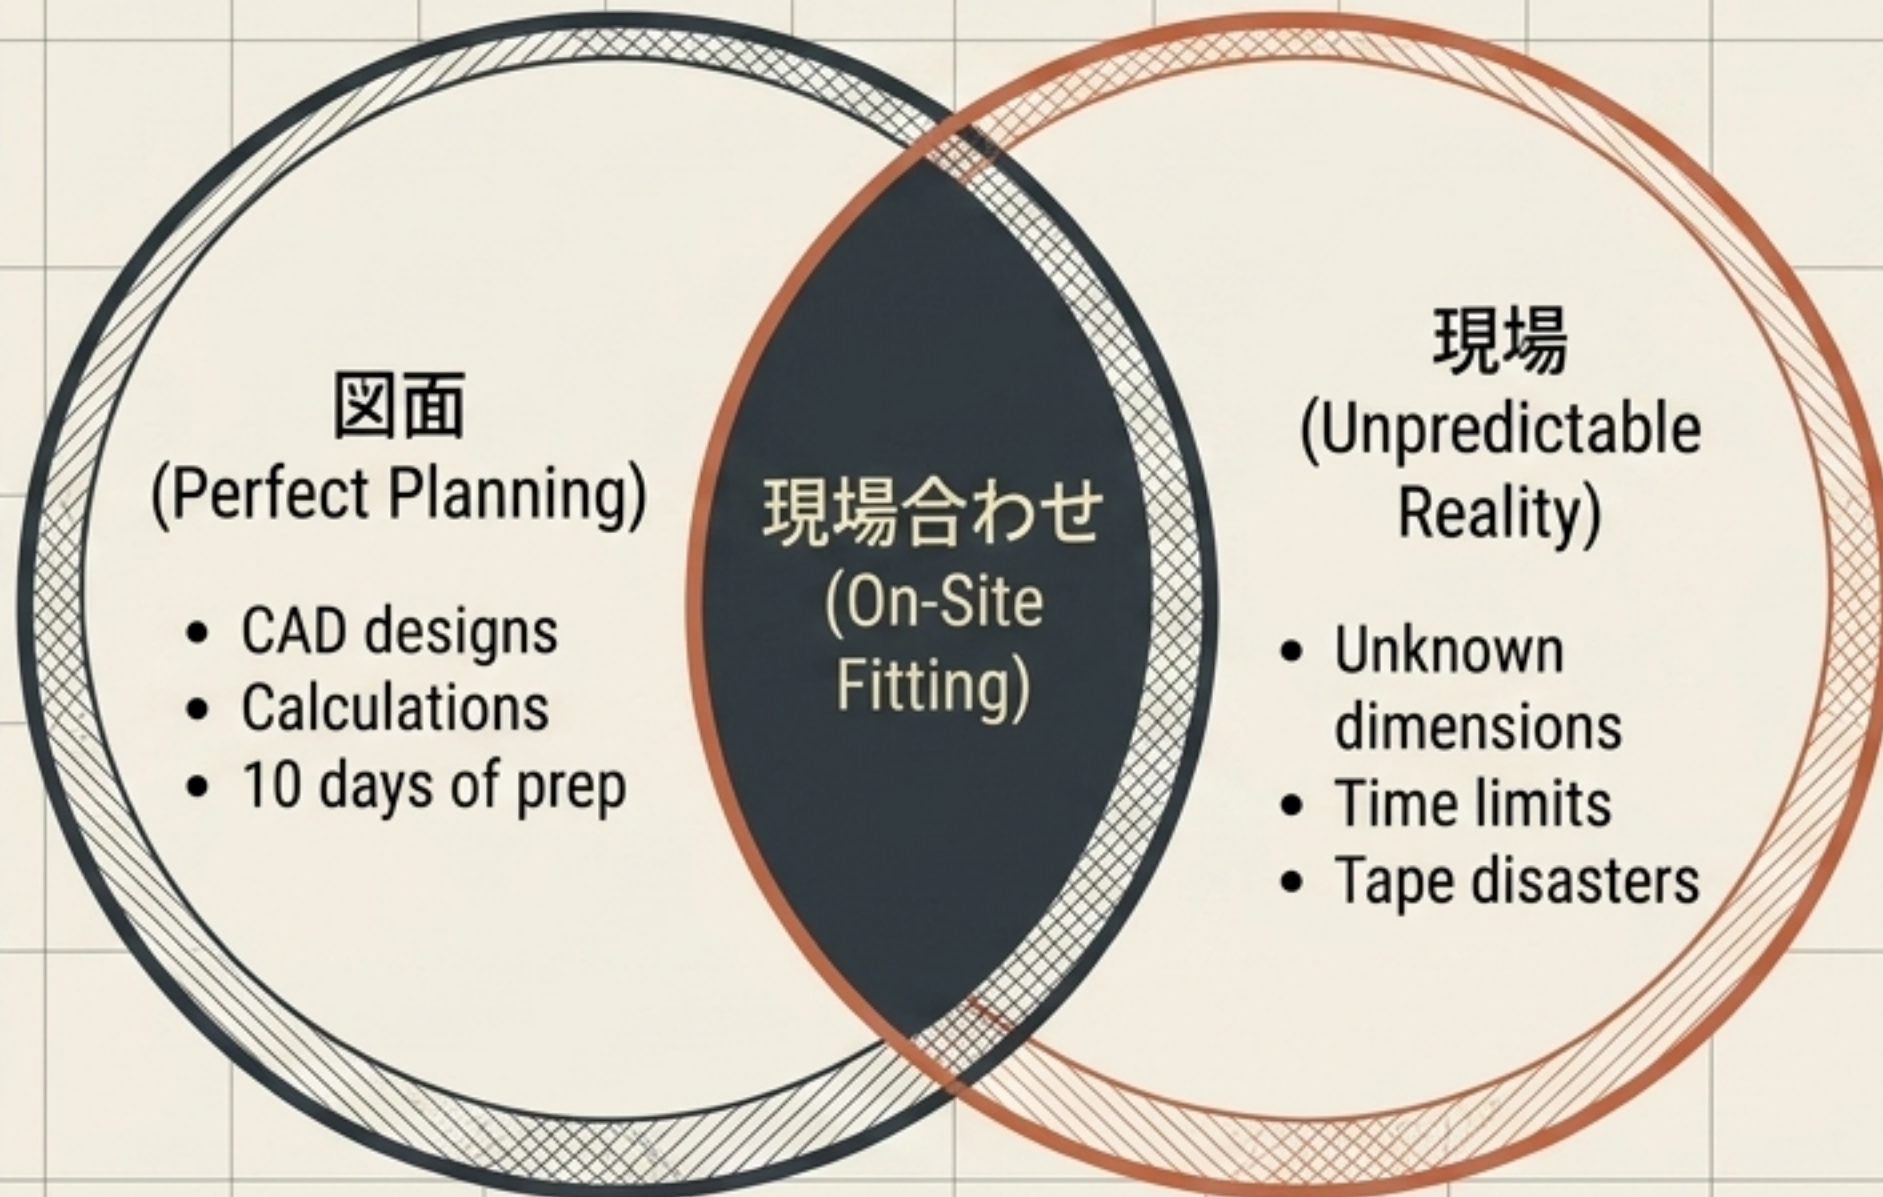 図面
(Perfect Planning)
• CAD designs
• Calculations
• 10 days of prep
現場合わせ
(On-Site
Fitting)
現場
(Unpredictable
Reality)
• Unknown
dimensions
• Time limits
• Tape disasters